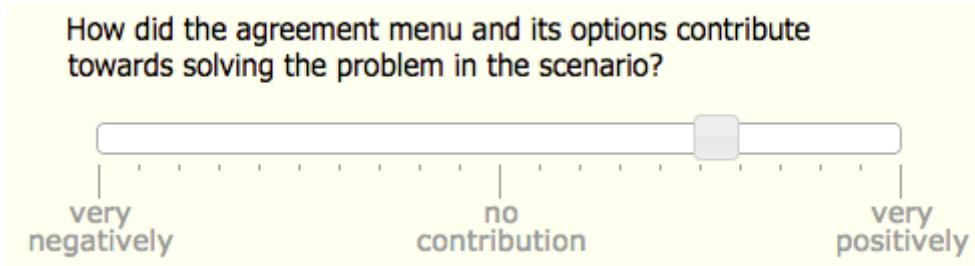 How did the agreement menu and its options contribute
towards solving the problem in the scenario?
very no very
negatively contribution positively